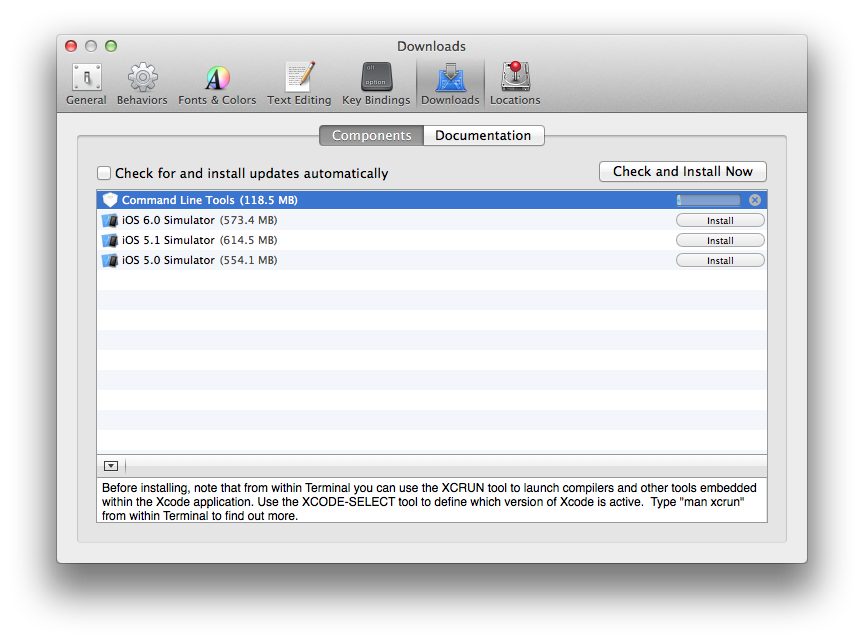 Downloads
General Behaviors Fonts & Colors Text Editing Key Bindings Downloads Locations
Components Documentation
Check for and install updates automatically Check and Install Now
Command Line Tools (118.5 MB)
iOS 6.0 Simulator (573.4 MB) Install
iOS 5.1 Simulator (614.5 MB) Install
iOS 5.0 Simulator (554.1 MB) Install
Before installing, note that from within Terminal you can use the XCRUN tool to launch compilers and other tools embedded
within the Xcode application. Use the XCODE-SELECT tool to define which version of Xcode is active.  Type "man xcrun"
from within Terminal to find out more.